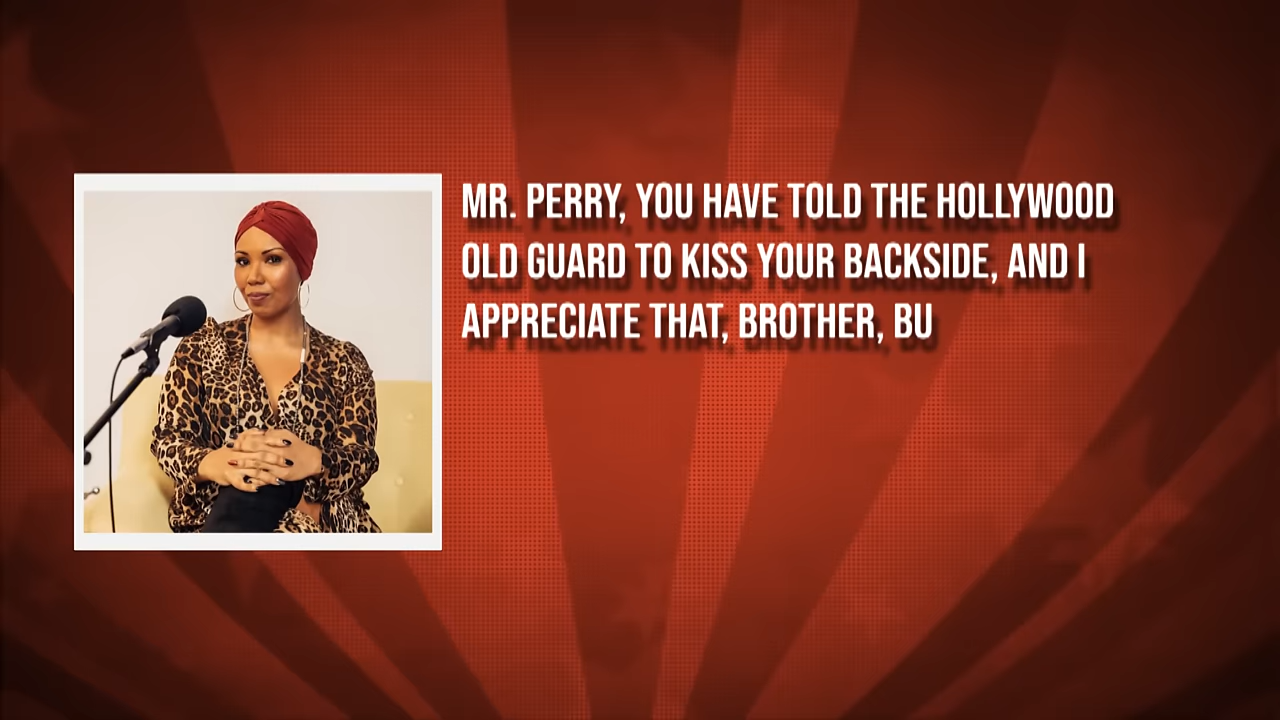 MR. PERRY, YOU HAVE TOLD THE HOLLYWOOD
OLD GUARD TO KISS YOUR BACKSIDE, AND I
APPRECIATE THAT, BROTHER, BU